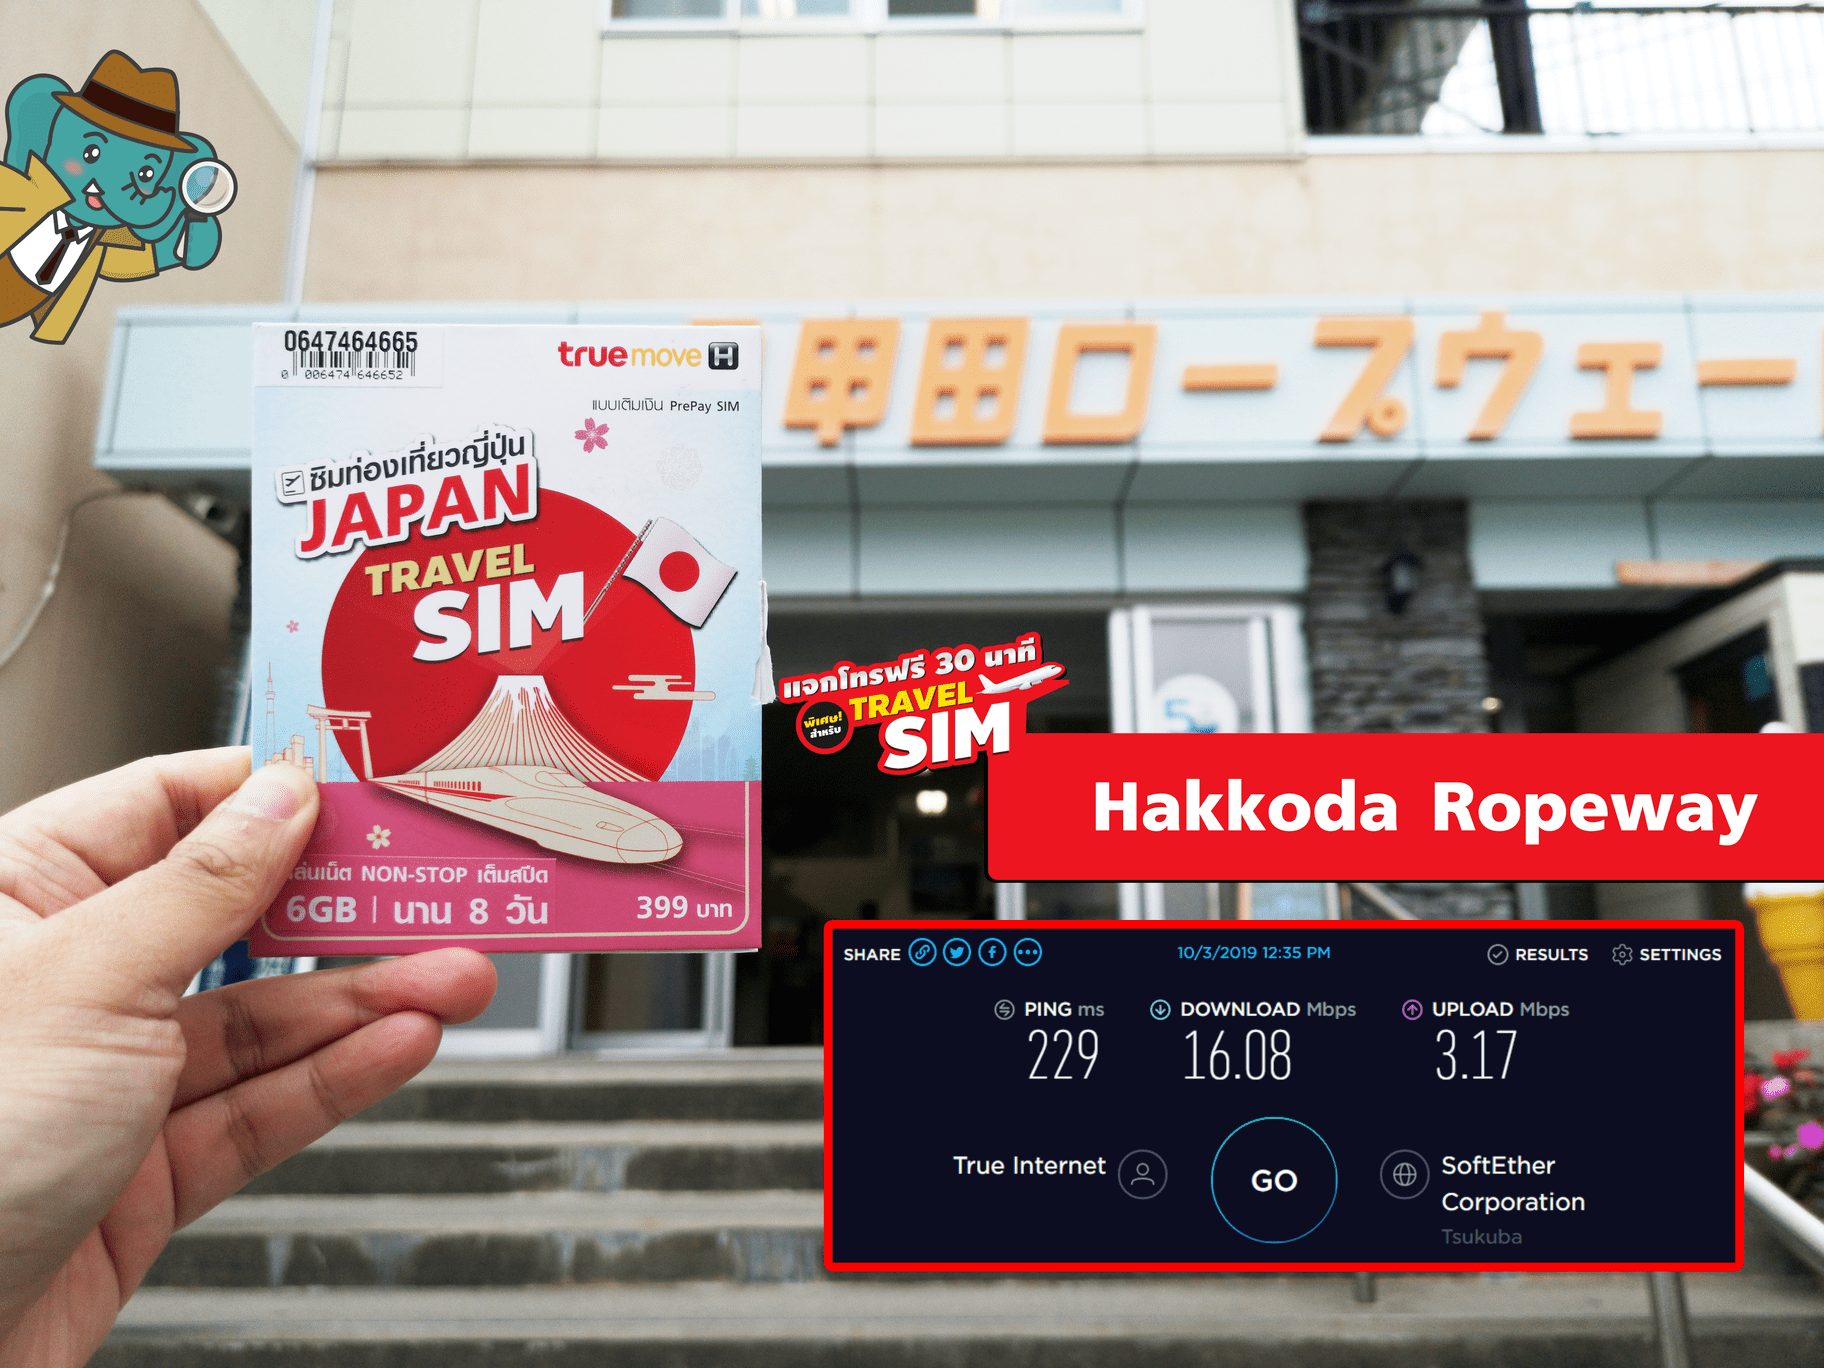 0647464665
0 006474 646652
truemove H
แบบเติมเงิน PrePay SIM
ซิมท่องเที่ยวญี่ปุ่น
JAPAN
TRAVEL
SIM
เล่นเน็ต NON-STOP เต็มสปีด
6GB | นาน 8 วัน
399 บาท
甲田ロープウェー
แจกโทรฟรี 30 นาที
พิเศษ!
สำหรับ
TRAVEL
SIM
Hakkoda Ropeway
SHARE
10/3/2019 12:35 PM
RESULTS
SETTINGS
PING ms
DOWNLOAD Mbps
UPLOAD Mbps
229
16.08
3.17
True Internet
GO
SoftEther
Corporation
Tsukuba